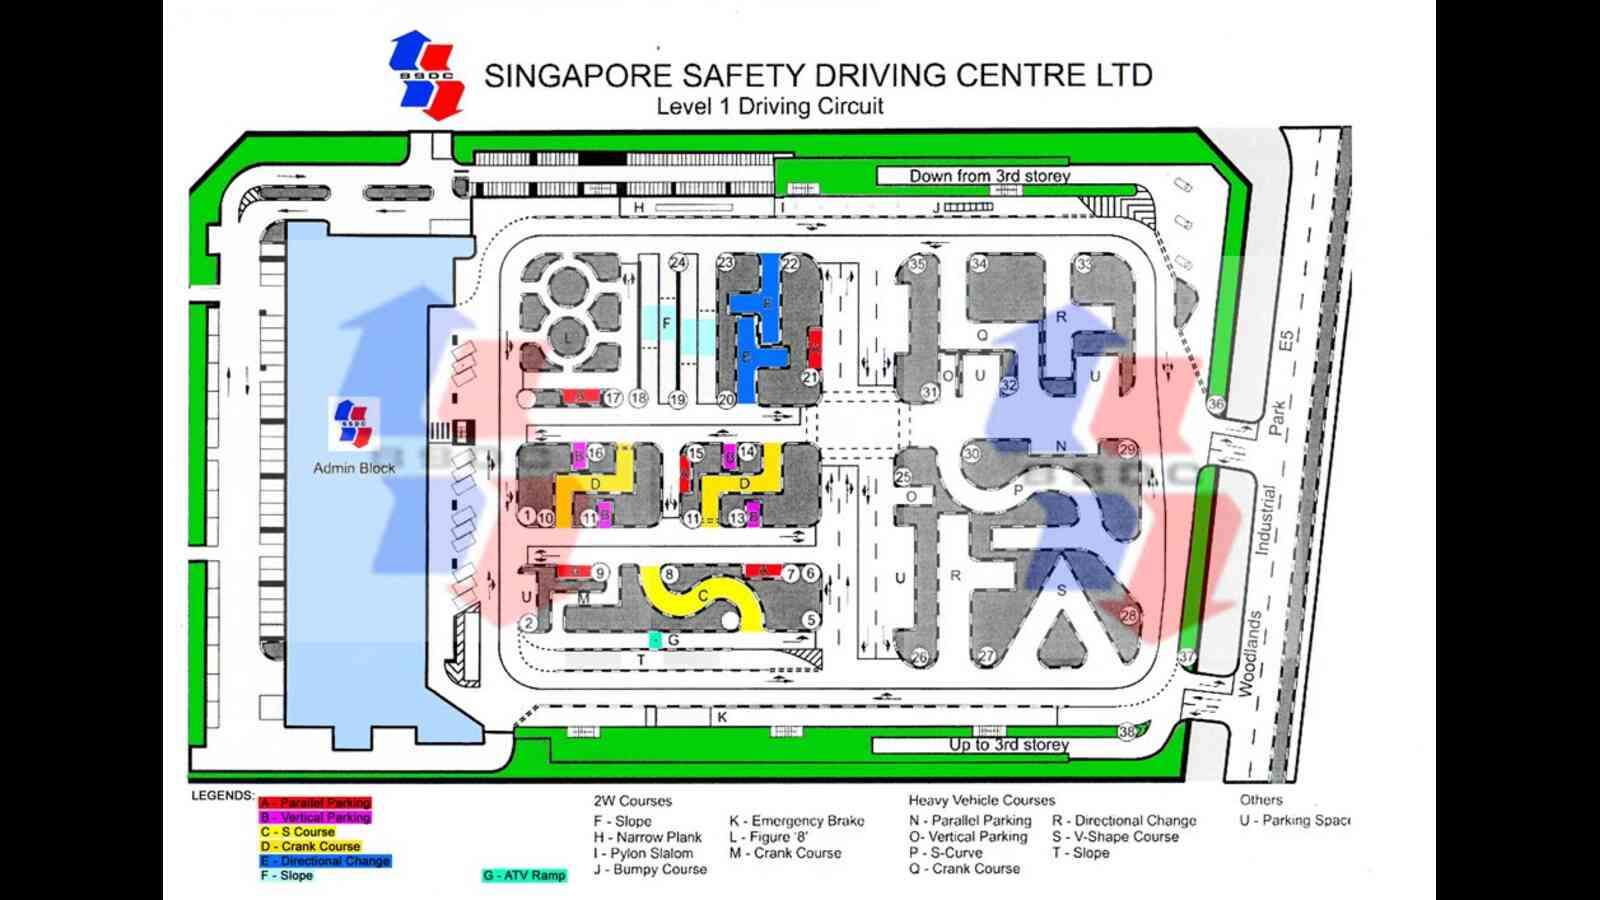 SSDC
SINGAPORE SAFETY DRIVING CENTRE LTD
Level 1 Driving Circuit
Down from 3rd storey
H
I
J
24
23
22
35
34
33
F
F
R
L
E
Q
A
21
O
U
32
U
31
A
17
18
19
20
36
E5
Park
SSDC
Admin Block
B
16
15
B
14
30
N
29
SSDC
SSDC
D
D
25
P
O
1
10
11
B
11
13
B
Industrial
A
9
8
A
7
6
U
M
C
U
R
S
2
5
28
G
T
26
27
37
Woodlands
K
38
Up to 3rd storey
LEGENDS:
A - Parallel Parking
B - Vertical Parking
C - S Course
D - Crank Course
E - Directional Change
F - Slope
G - ATV Ramp
2W Courses
F - Slope
H - Narrow Plank
I - Pylon Slalom
J - Bumpy Course
K - Emergency Brake
L - Figure '8'
M - Crank Course
Heavy Vehicle Courses
N - Parallel Parking
O- Vertical Parking
P - S-Curve
Q - Crank Course
R - Directional Change
S - V-Shape Course
T - Slope
Others
U - Parking Space